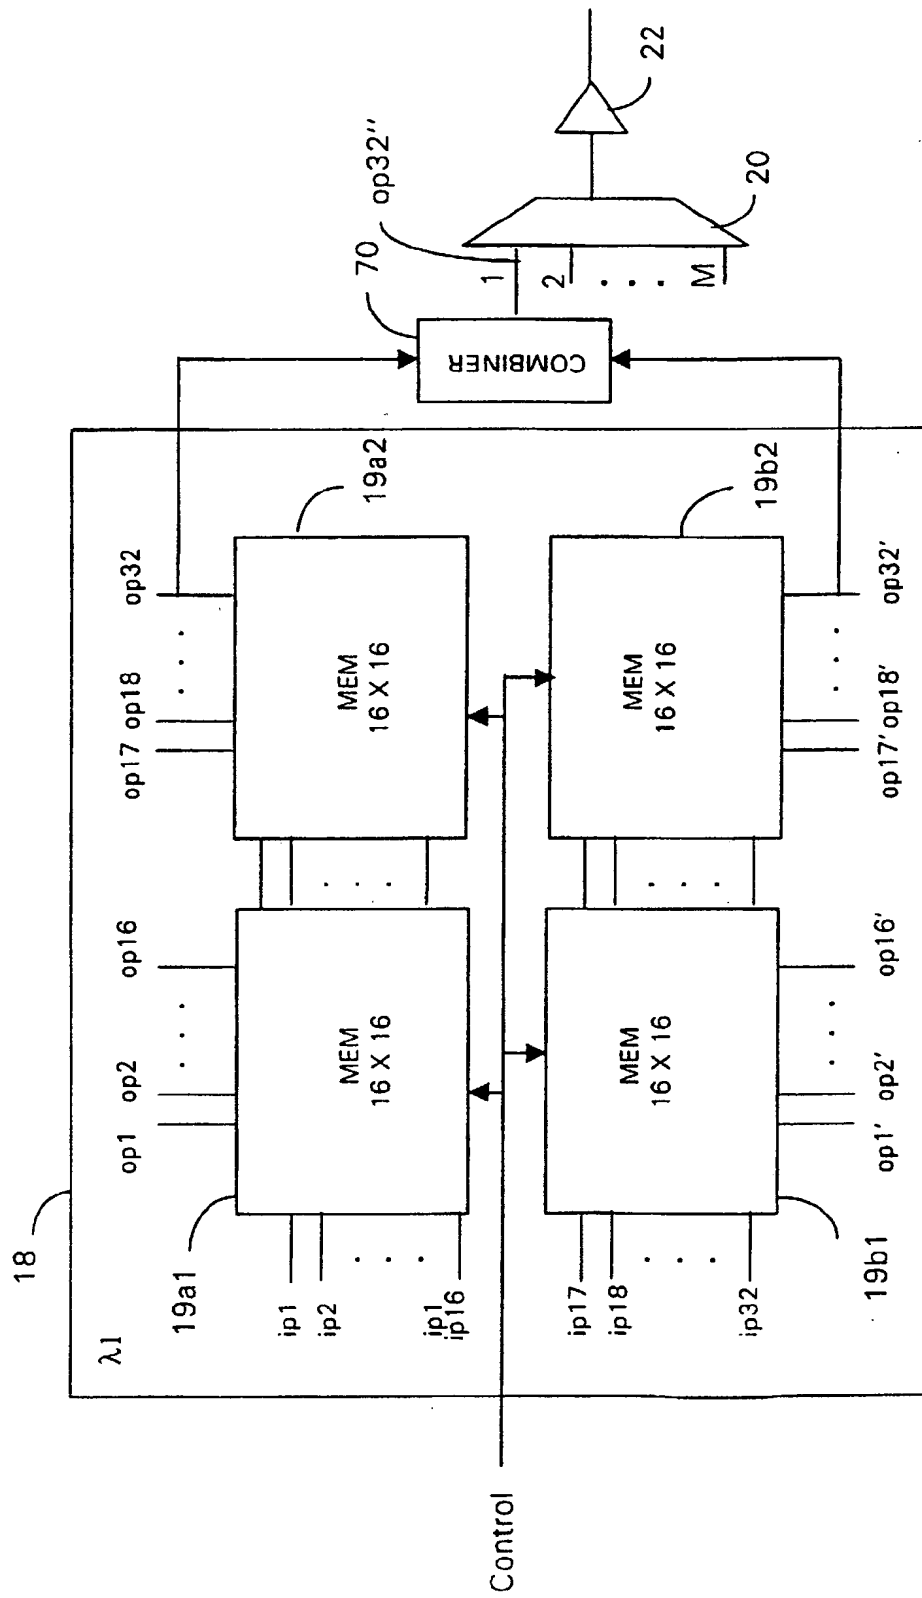 18
λ1
19a1
op1
op2
op16
op17
op18
op32
19a2
70
op32''
22
ip1
ip2
ip1
ip16
MEM
16 X 16
MEM
16 X 16
COMBINER
1
2
M
20
Control
ip17
ip18
ip32
MEM
16 X 16
MEM
16 X 16
19b1
op1'
op2'
op16'
op17'
op18'
op32'
19b2